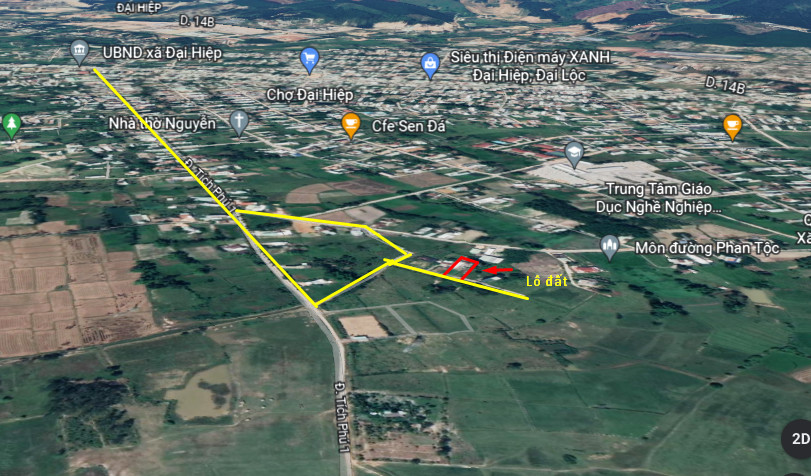 ĐẠI HIỆP
D. 14B
UBND xã Đại Hiệp
Siêu thị Điện máy XANH
Đại Hiệp, Đại Lộc
D. 14B
Chợ Đại Hiệp
Nhà thờ Nguyễn
Cfe Sen Đá
Đ. Tích Phú 1
Trung Tâm Giáo
Dục Nghề Nghiệp...
Môn đường Phan Tộc
Lô đất
Đ. Tích Phú 1
2D